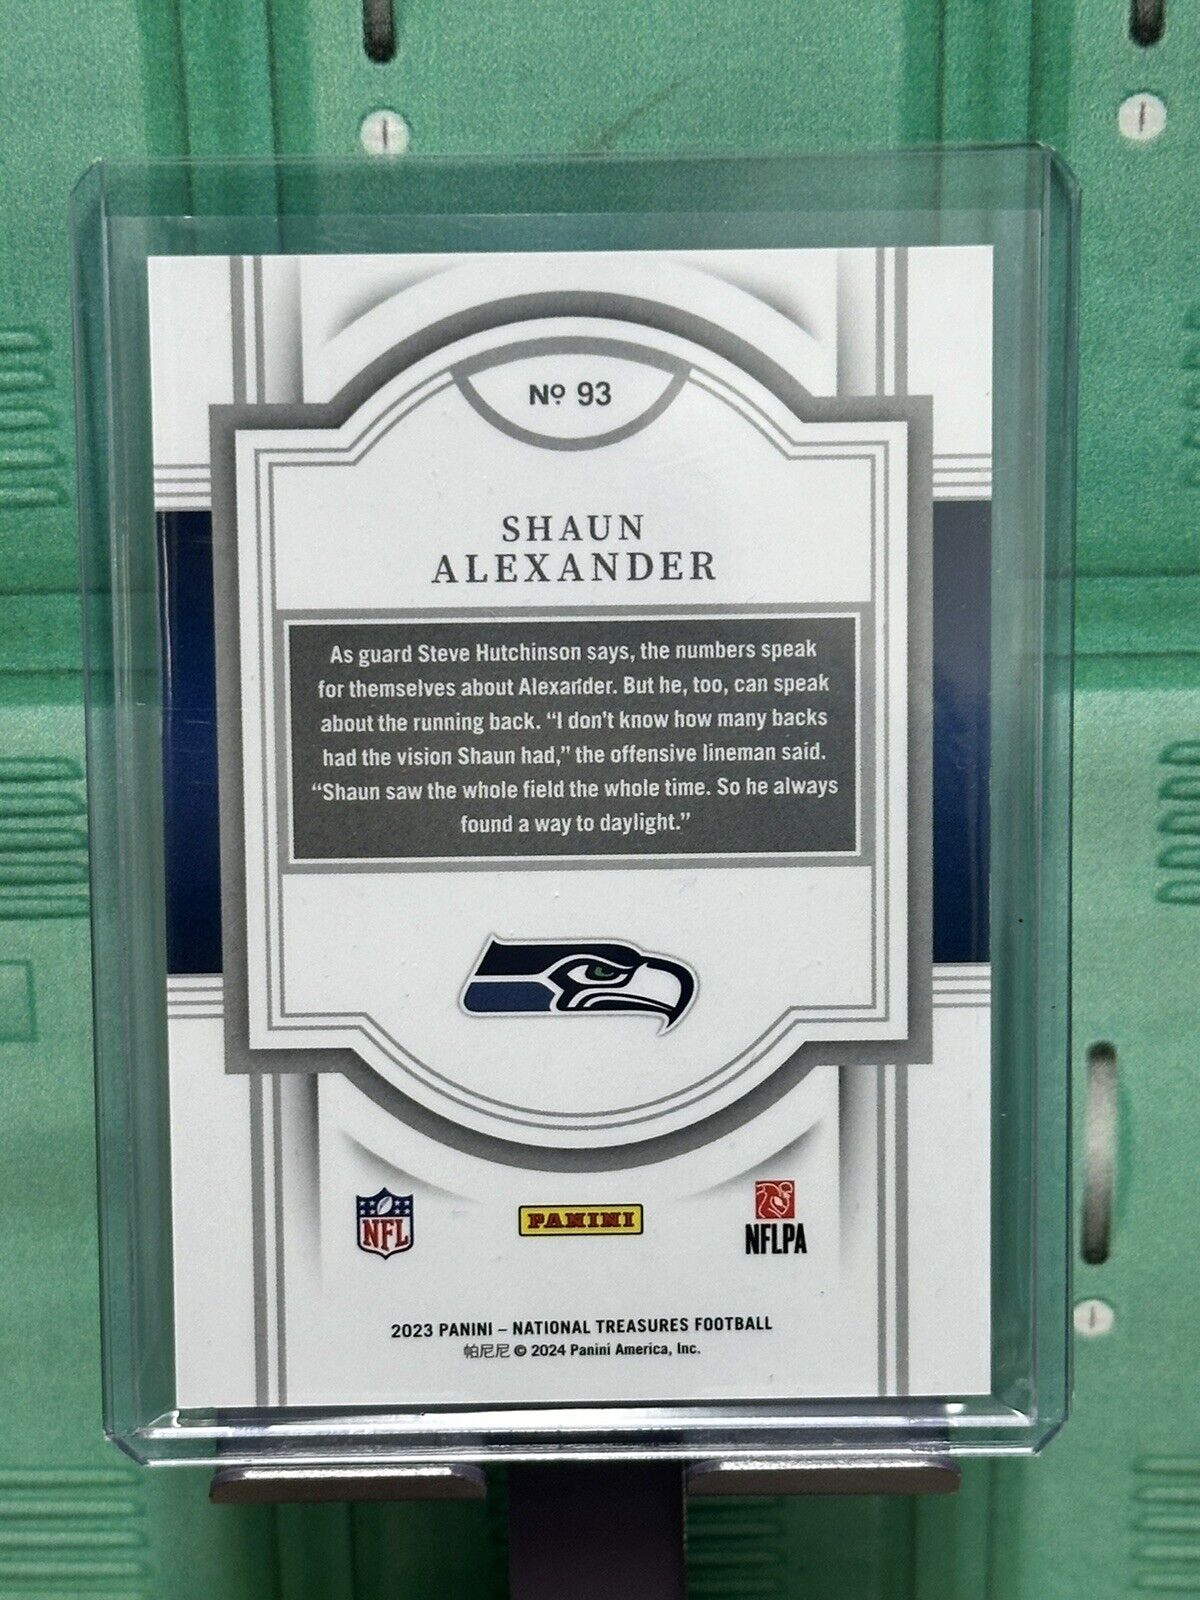 Nº 93
SHAUN
ALEXANDER
As guard Steve Hutchinson says, the numbers speak
for themselves about Alexander. But he, too, can speak
about the running back. “I don’t know how many backs
had the vision Shaun had,” the offensive lineman said.
“Shaun saw the whole field the whole time. So he always
found a way to daylight.”
NFL
PANINI
NFLPA
2023 PANINI – NATIONAL TREASURES FOOTBALL
帕尼尼 © 2024 Panini America, Inc.